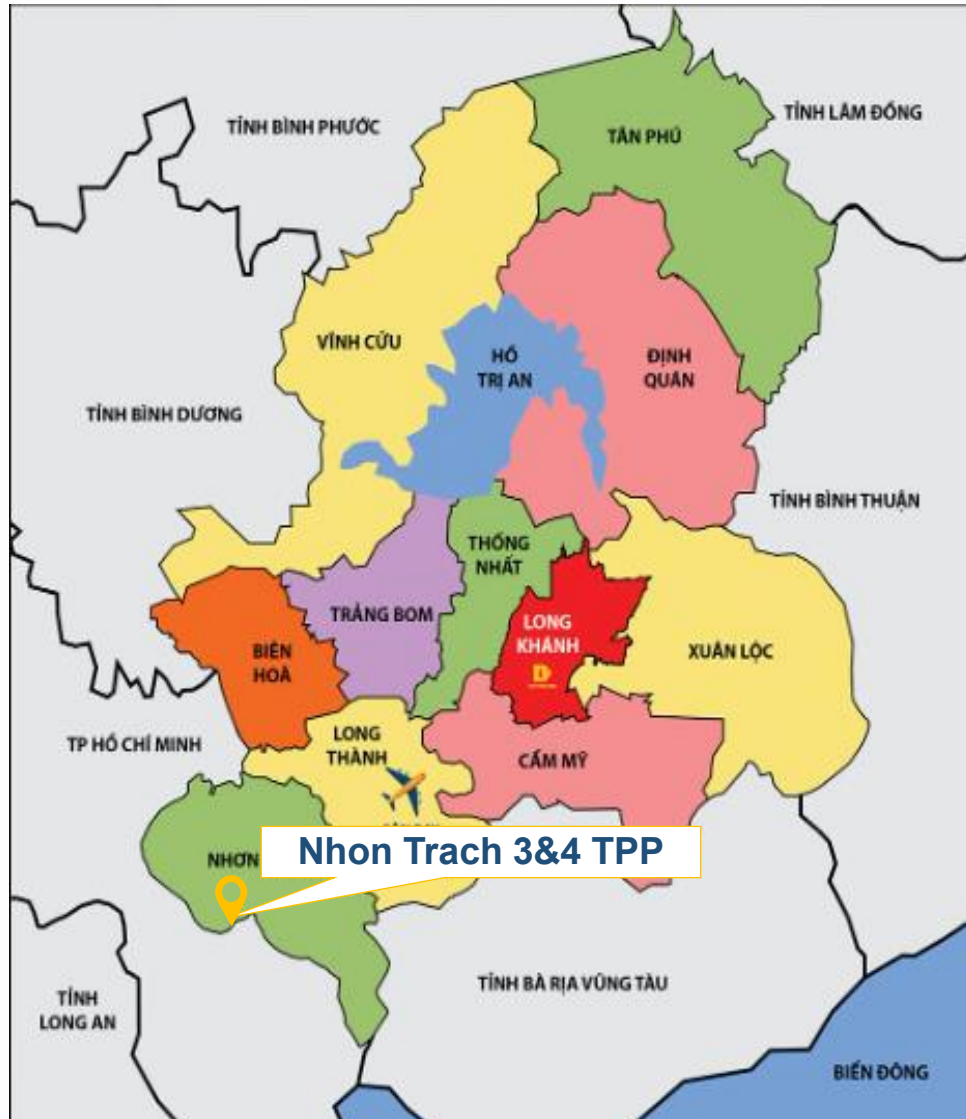 TỈNH BÌNH PHƯỚC
TỈNH LÂM ĐỒNG
TÂN PHÚ
VĨNH CỬU
HỒ
TRỊ AN
ĐỊNH
QUÂN
TỈNH BÌNH DƯƠNG
TỈNH BÌNH THUẬN
THỐNG
NHẤT
TRẢNG BOM
LONG
KHÁNH
BIÊN
HOÀ
XUÂN LỘC
TP HỒ CHÍ MINH
LONG
THÀNH
CẨM MỸ
NHƠN
Nhon Trach 3&4 TPP
TỈNH BÀ RỊA VŨNG TÀU
TỈNH
LONG AN
BIỂN ĐÔNG